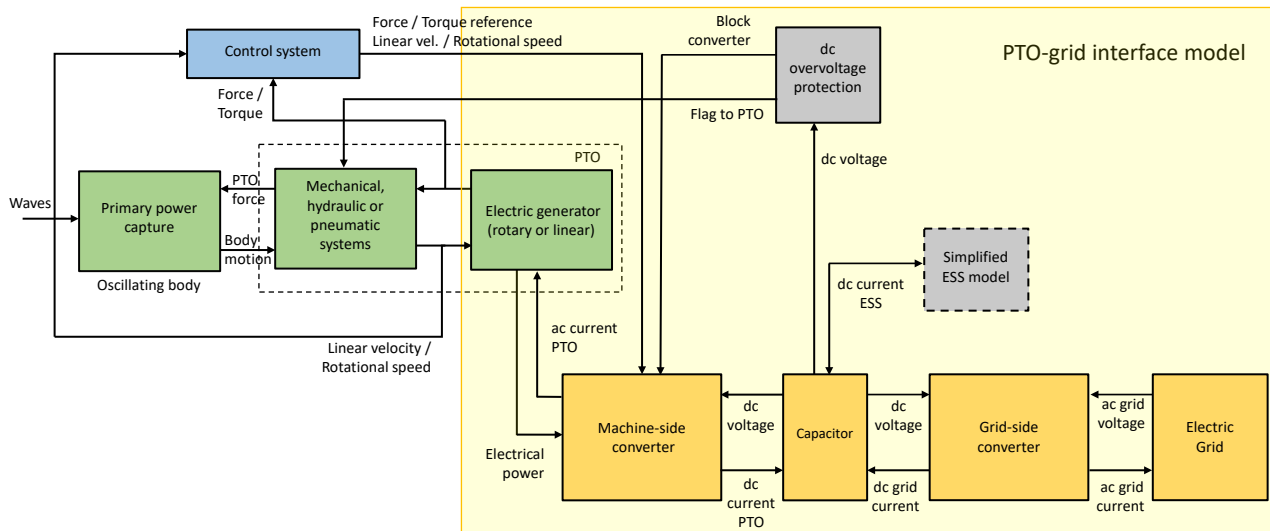 Force / Torque reference
Linear vel. / Rotational speed
Control system
Force /
Torque
Block
converter
dc
overvoltage
protection
PTO-grid interface model
Flag to PTO
dc voltage
PTO
Waves
Primary power
capture
Oscillating body
PTO
force
Body
motion
Mechanical,
hydraulic or
pneumatic
systems
Electric generator
(rotary or linear)
Linear velocity /
Rotational speed
Simplified
ESS model
dc current
ESS
ac current
PTO
Electrical
power
Machine-side
converter
dc
voltage
dc
current
PTO
Capacitor
dc
voltage
dc grid
current
Grid-side
converter
ac grid
voltage
ac grid
current
Electric
Grid